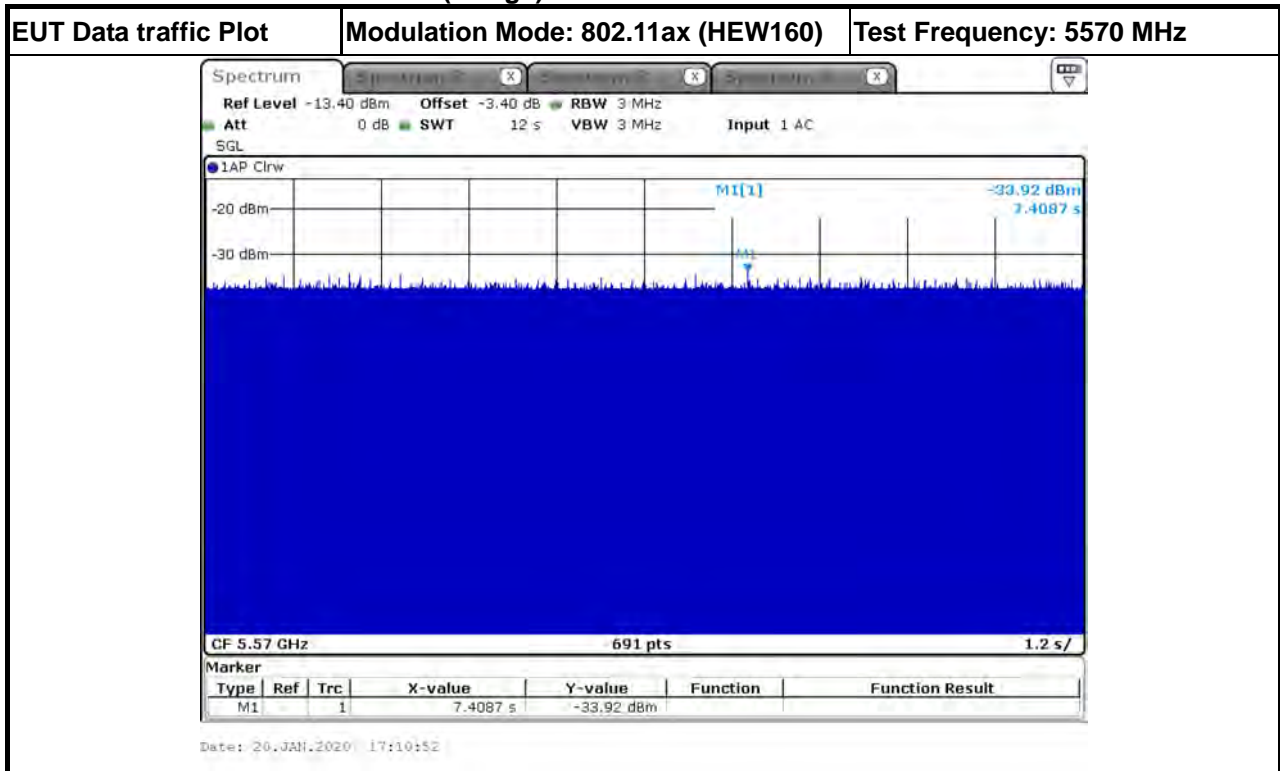 EUT Data traffic Plot Modulation Mode: 802.11ax (HEW160) Test Frequency: 5570 MHz
Spectrum X X X
Ref Level -13.40 dBm Offset -3.40 dB RBW 3 MHz
Att 0 dB SWT 12 s VBW 3 MHz Input 1 AC
SGL
1AP Clrw
M1[1] -33.92 dBm
-20 dBm 7.4087 s
-30 dBm M1
CF 5.57 GHz 691 pts 1.2 s/
Marker
Type Ref Trc X-value Y-value Function Function Result
M1 1 7.4087 s -33.92 dBm
Date: 20.JAN.2020 17:10:52